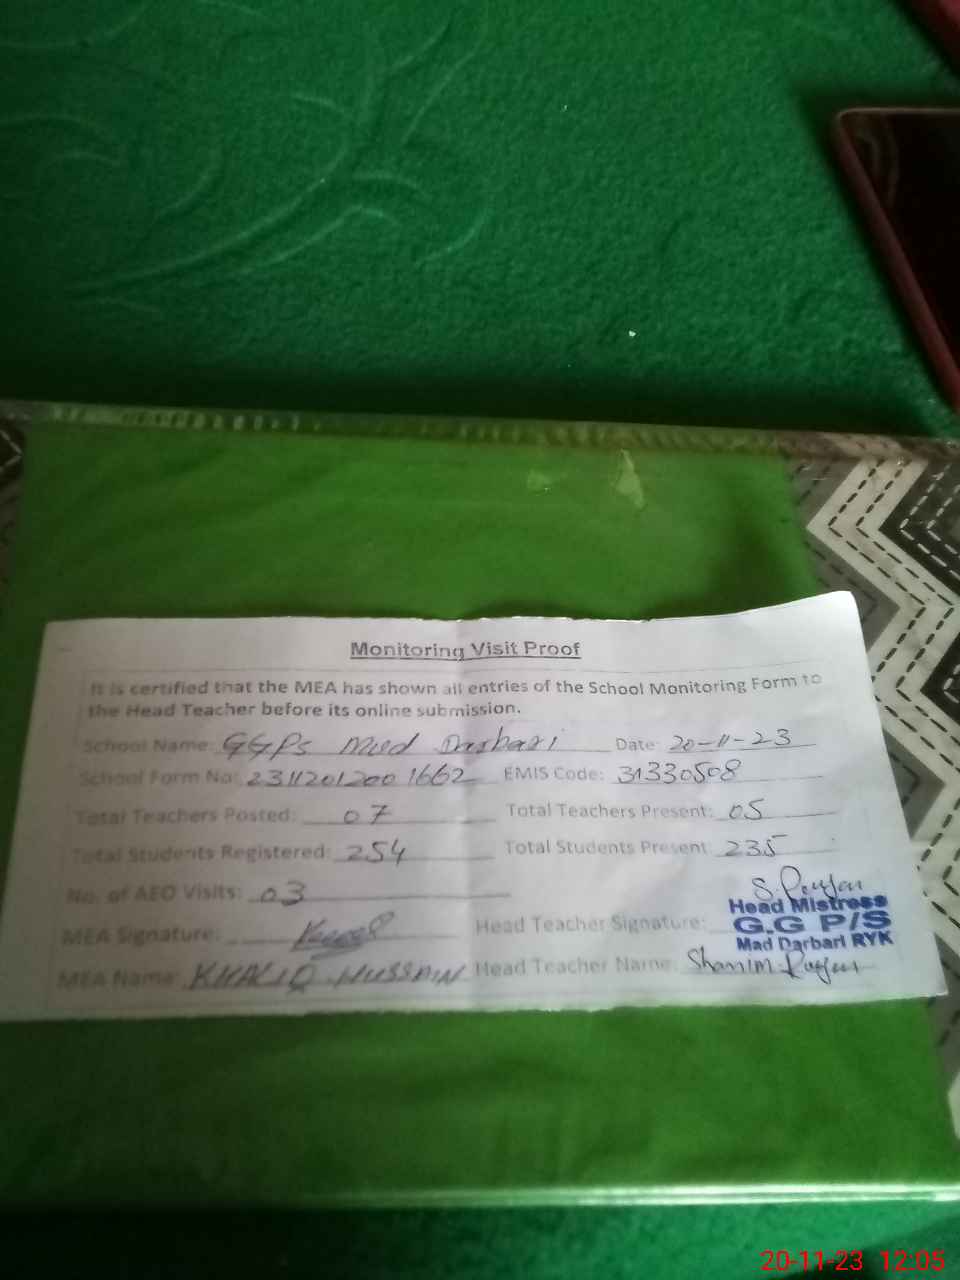 Monitoring Visit Proof
It is certified that the MEA has shown all entries of the School Monitoring Form to
the Head Teacher before its online submission.
School Name: GGPS Mud Darbari Date: 20-11-23
School Form No: 2311201200 1662 EMIS Code: 31330508
Total Teachers Posted: 07 Total Teachers Present: 05
Total Students Registered: 254 Total Students Present: 235
No. of AEO Visits: 03
Head Mistress
MEA Signature: Head Teacher Signature: G.G P/S
Mad Darbari RYK
MEA Name: KHALIQ HUSSAIN Head Teacher Name: Shamim
20-11-23 12:05